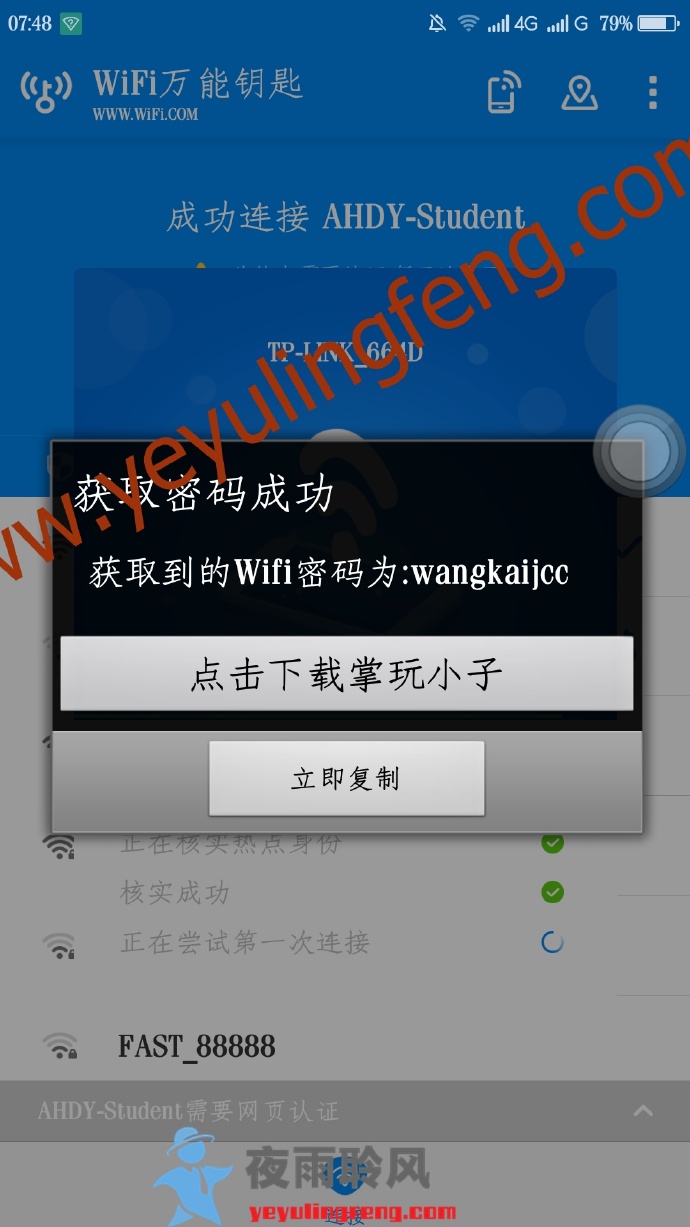 07:48
4G
G
79%
WiFi万能钥匙
WWW.WiFi.COM
成功连接 AHDY-Student
TP-LINK_664D
www.yeyulingfeng.com
获取密码成功
获取到的Wifi密码为:wangkaijcc
点击下载掌玩小子
立即复制
正在核实热点身份
核实成功
正在尝试第一次连接
FAST_88888
AHDY-Student需要网页认证
夜雨聆风
yeyulingfeng.com
连接